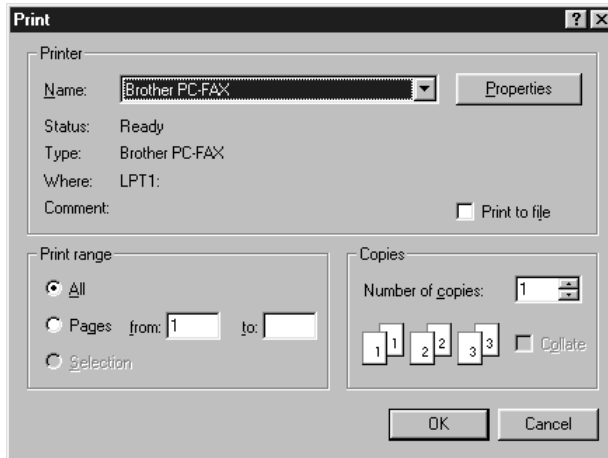 Print
Printer
Name: Brother PC-FAX Properties
Status: Ready
Type: Brother PC-FAX
Where: LPT1:
Comment: Print to file
Print range
All
Pages from: 1 to:
Selection
Copies
Number of copies: 1
1 1 2 2 3 3 Collate
OK Cancel